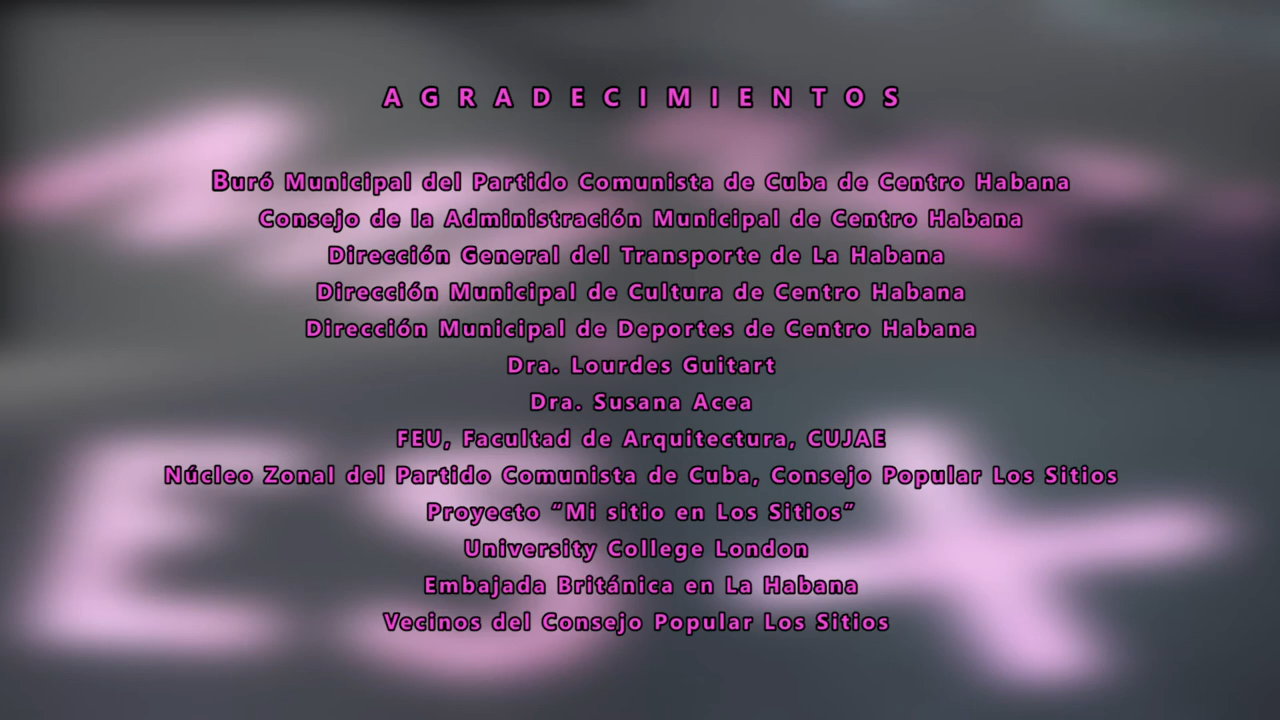 AGRADECIMIENTOS
Buró Municipal del Partido Comunista de Cuba de Centro Habana
Consejo de la Administración Municipal de Centro Habana
Dirección General del Transporte de La Habana
Dirección Municipal de Cultura de Centro Habana
Dirección Municipal de Deportes de Centro Habana
Dra. Lourdes Guitart
Dra. Susana Acea
FEU, Facultad de Arquitectura, CUJAE
Núcleo Zonal del Partido Comunista de Cuba, Consejo Popular Los Sitios
Proyecto “Mi sitio en Los Sitios”
University College London
Embajada Británica en La Habana
Vecinos del Consejo Popular Los Sitios